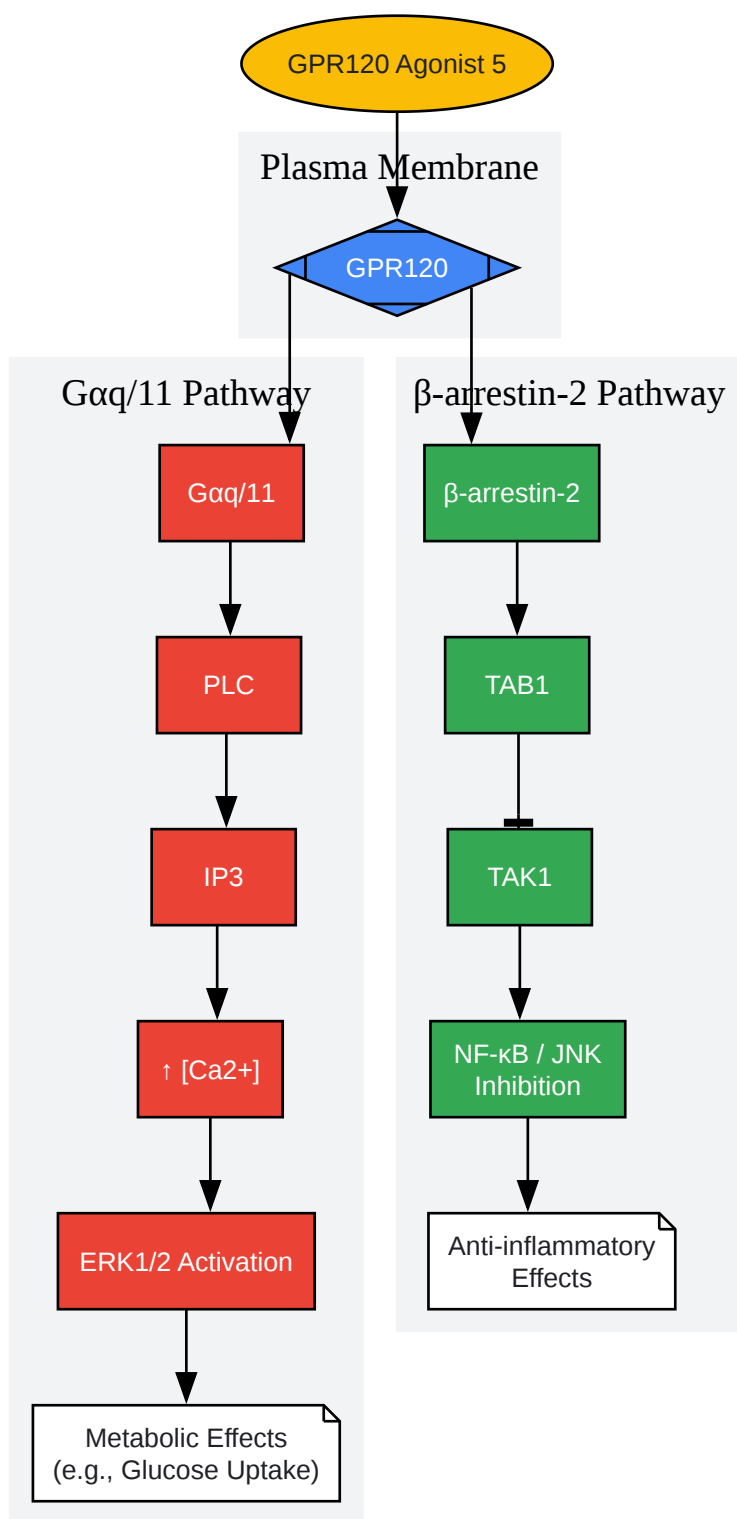 GPR120 Agonist 5
Plasma Membrane
GPR120
Gαq/11 Pathway
Gαq/11
PLC
IP3
↑ [Ca2+]
ERK1/2 Activation
Metabolic Effects
(e.g., Glucose Uptake)
β-arrestin-2 Pathway
β-arrestin-2
TAB1
TAK1
NF-κB / JNK
Inhibition
Anti-inflammatory
Effects